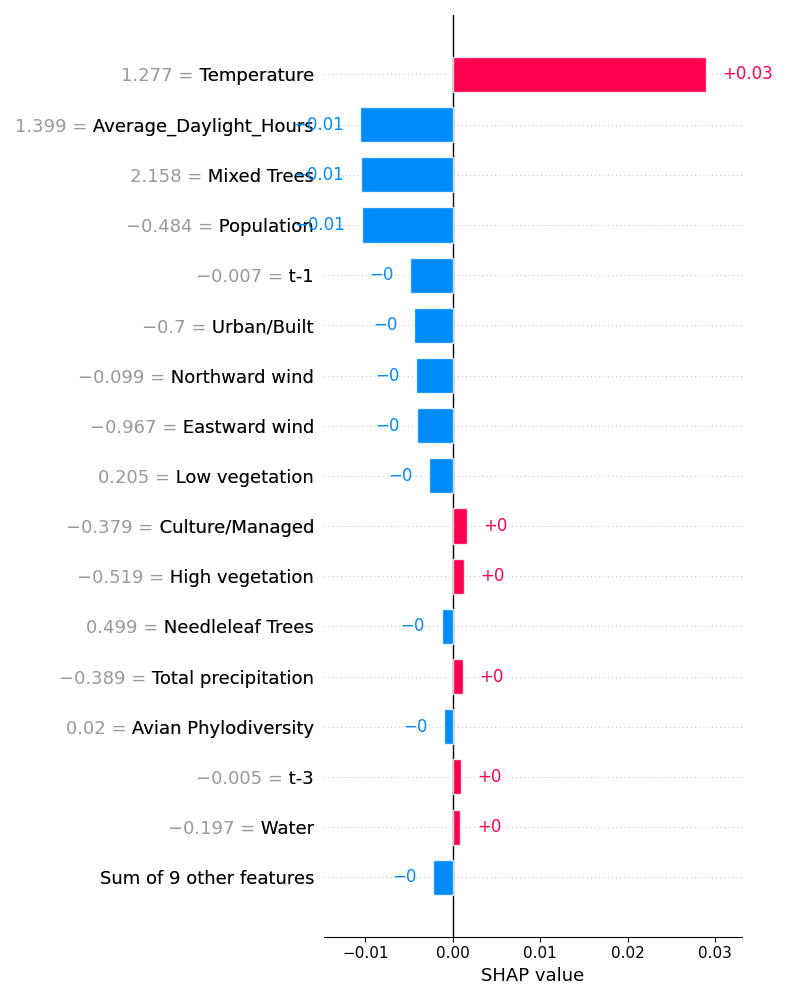 1.277 = Temperature +0.03
1.399 = Average_Daylight_Hours −0.01
2.158 = Mixed Trees −0.01
−0.484 = Population −0.01
−0.007 = t-1 −0
−0.7 = Urban/Built −0
−0.099 = Northward wind −0
−0.967 = Eastward wind −0
0.205 = Low vegetation −0
−0.379 = Culture/Managed +0
−0.519 = High vegetation +0
0.499 = Needleleaf Trees −0
−0.389 = Total precipitation +0
0.02 = Avian Phylodiversity −0
−0.005 = t-3 +0
−0.197 = Water +0
Sum of 9 other features −0
−0.01 0.00 0.01 0.02 0.03
SHAP value